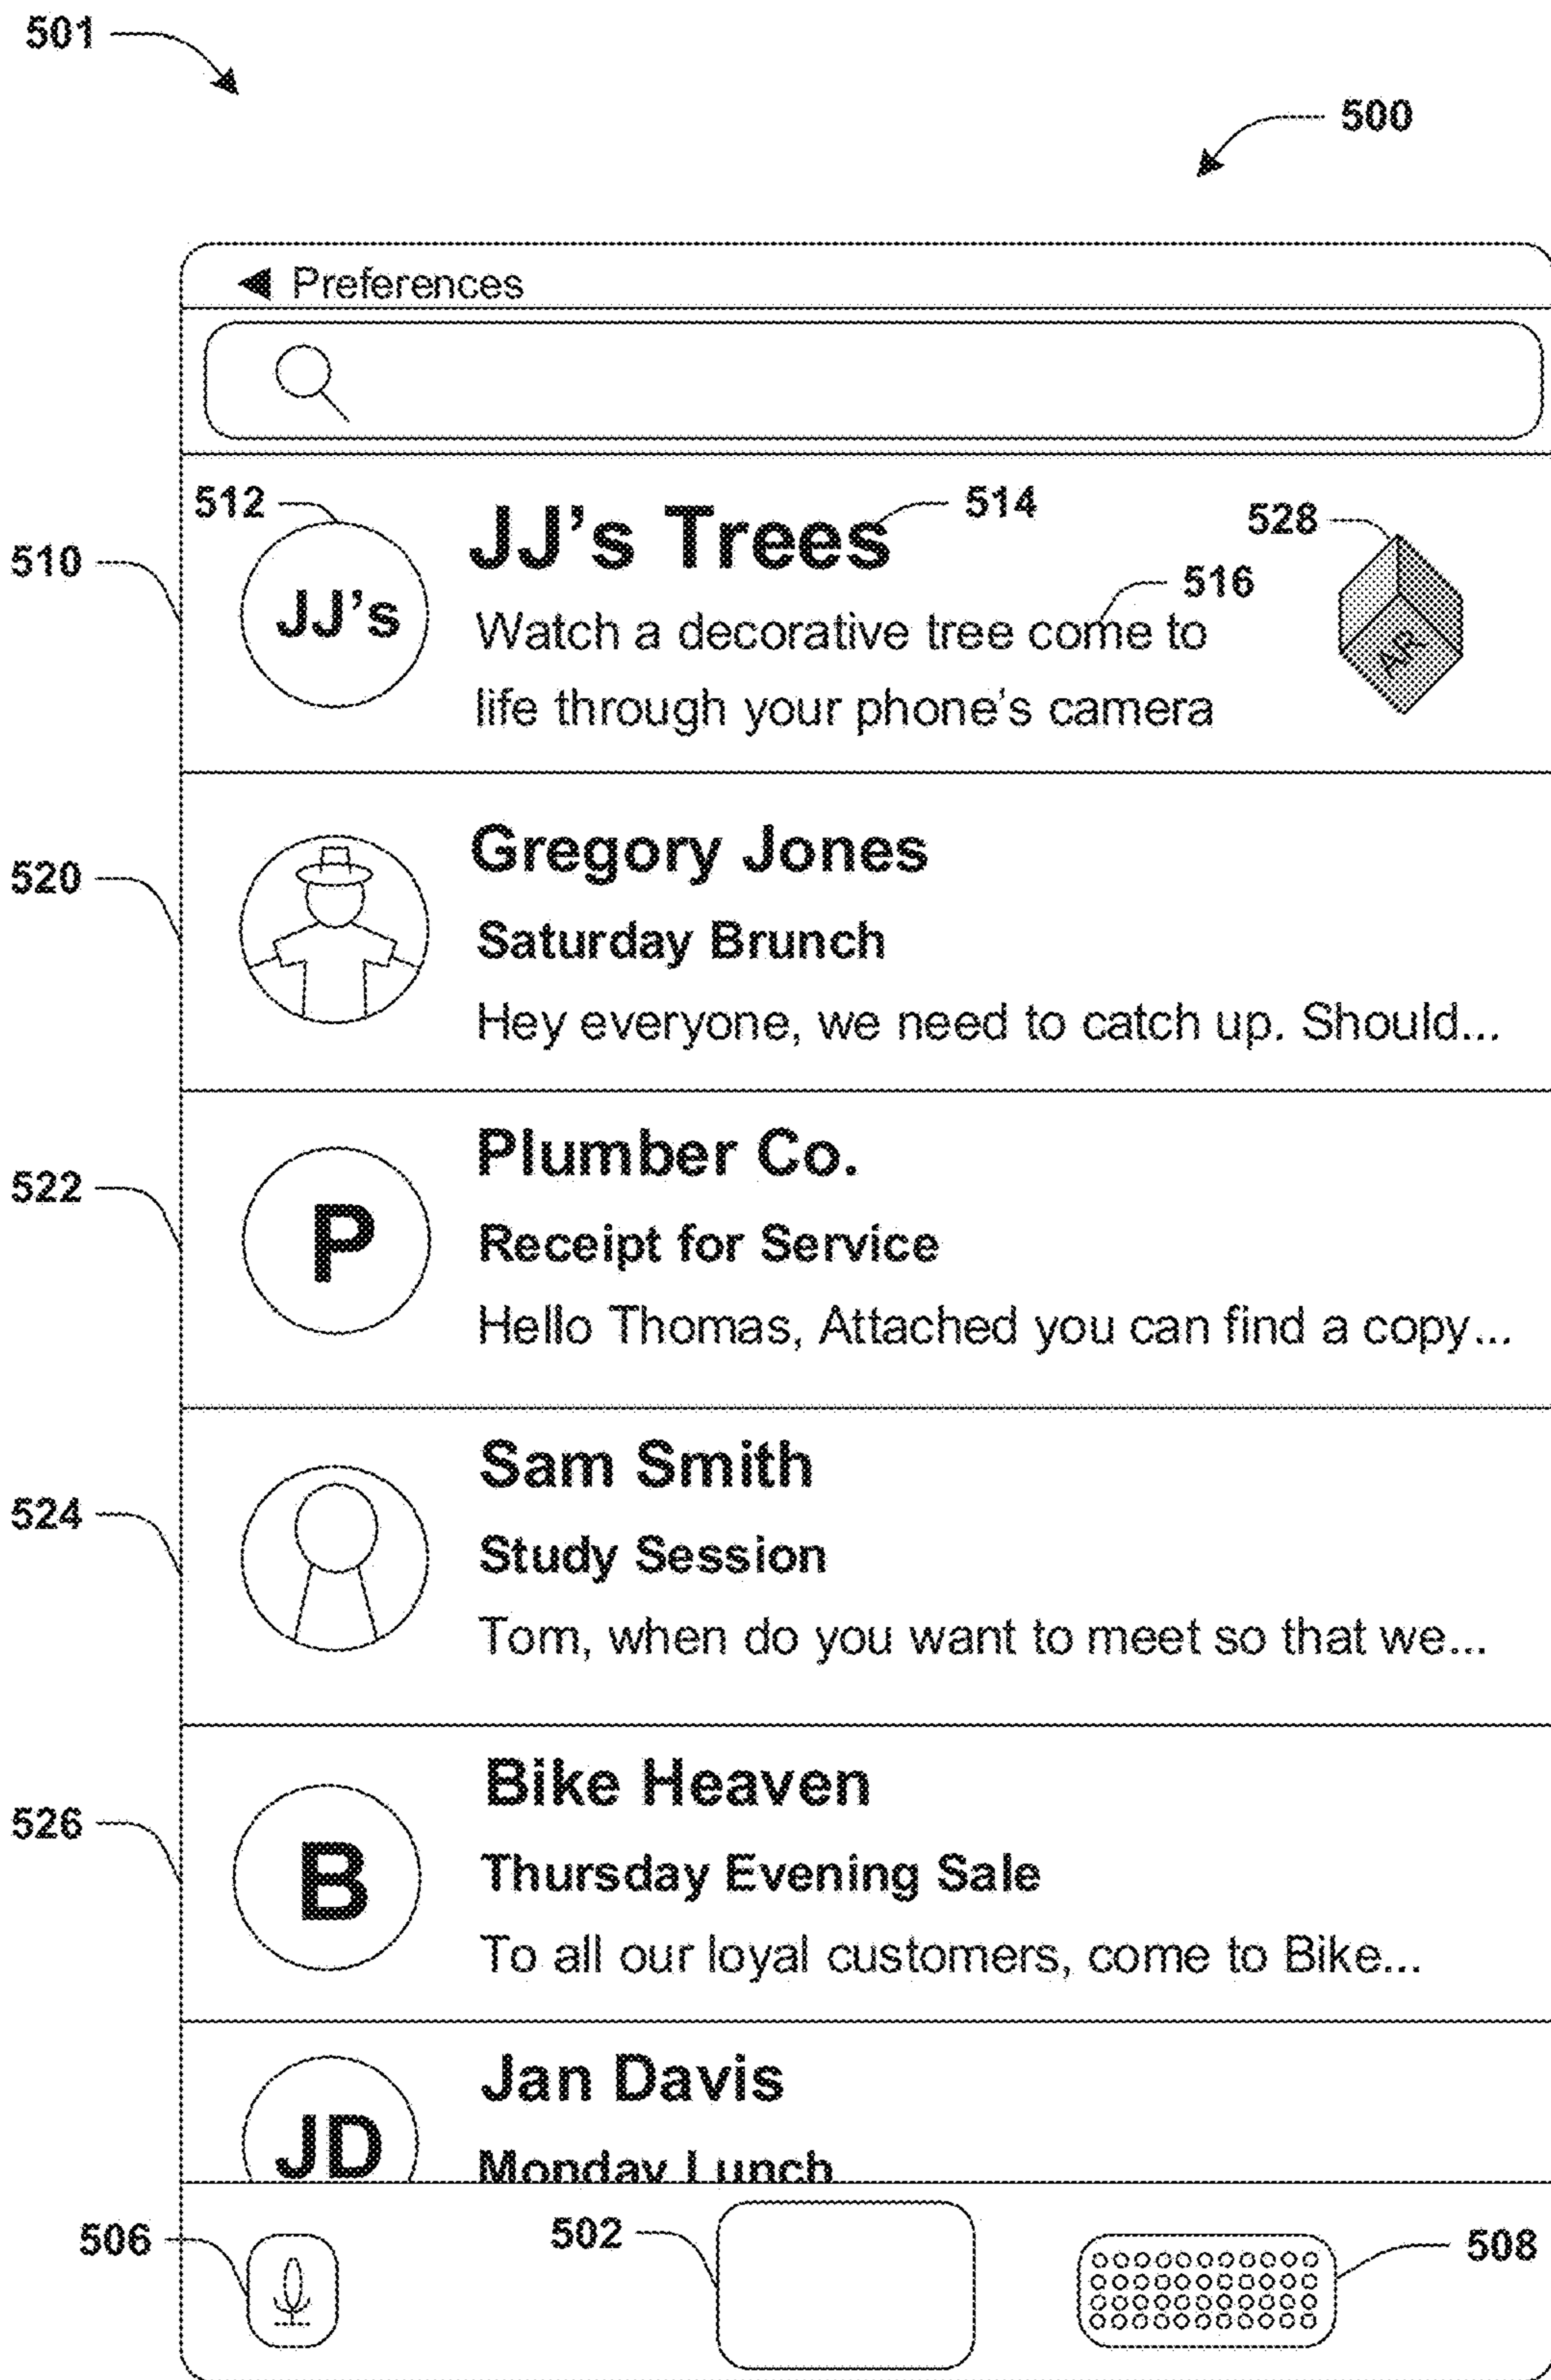 501
500
Preferences
512
JJ's Trees
514
528
510
JJ's
516
Watch a decorative tree come to
AR
life through your phone's camera
520
Gregory Jones
Saturday Brunch
Hey everyone, we need to catch up. Should...
522
Plumber Co.
P
Receipt for Service
Hello Thomas, Attached you can find a copy...
524
Sam Smith
Study Session
Tom, when do you want to meet so that we...
526
Bike Heaven
B
Thursday Evening Sale
To all our loyal customers, come to Bike...
Jan Davis
JD
Monday Lunch
506
502
508